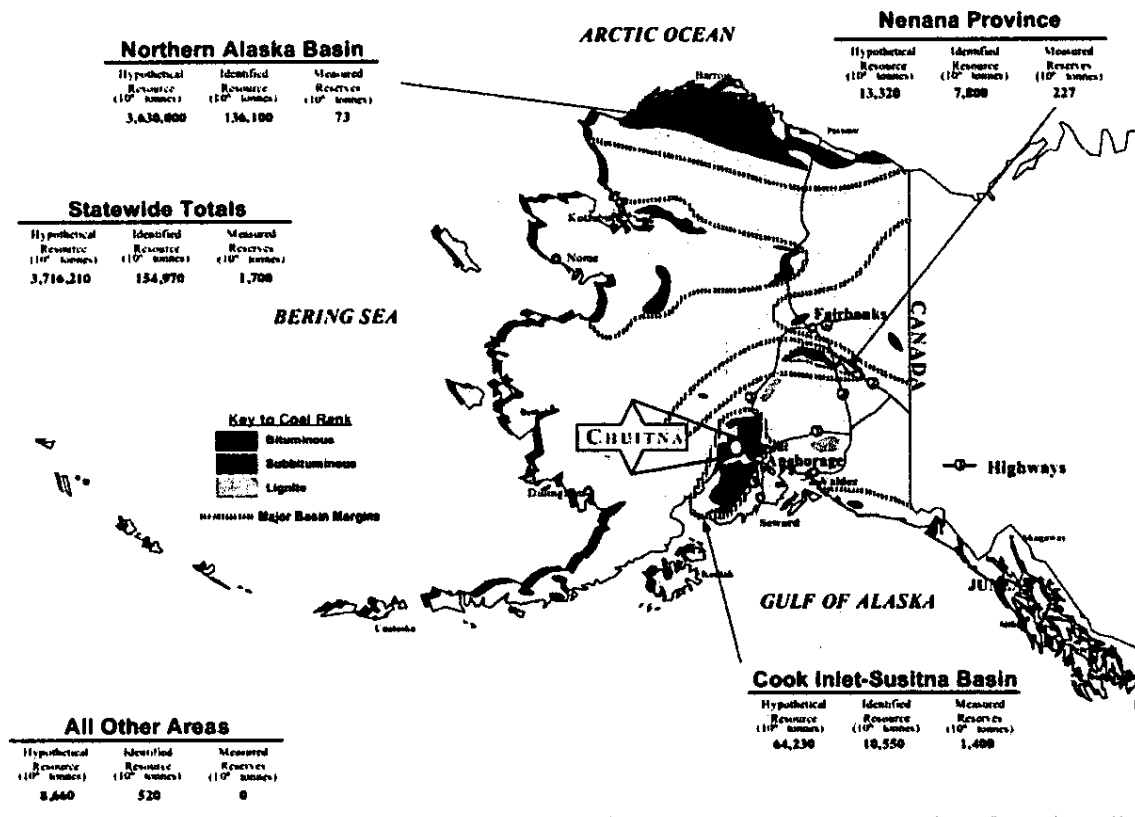 Nenana Province
Hypothetical Resource (10⁶ tonnes)
Identified Resource (10⁶ tonnes)
Measured Reserves (10⁶ tonnes)
13,320 7,800 227
ARCTIC OCEAN
Northern Alaska Basin
Hypothetical Resource (10⁶ tonnes)
Identified Resource (10⁶ tonnes)
Measured Reserves (10⁶ tonnes)
3,630,000 136,100 73
Barrow
Statewide Totals
Hypothetical Resource (10⁶ tonnes)
Identified Resource (10⁶ tonnes)
Measured Reserves (10⁶ tonnes)
3,716,210 154,970 1,700
Nome
BERING SEA
Fairbanks
CANADA
Key to Coal Rank
Bituminous
Subbituminous
Lignite
Major Basin Margins
CHUITNA
Anchorage
Highways
Seward
Kodiak
Skagway
JUNE
GULF OF ALASKA
Unalaska
Cook Inlet-Susitna Basin
Hypothetical Resource (10⁶ tonnes)
Identified Resource (10⁶ tonnes)
Measured Reserves (10⁶ tonnes)
64,230 10,550 1,400
All Other Areas
Hypothetical Resource (10⁶ tonnes)
Identified Resource (10⁶ tonnes)
Measured Reserves (10⁶ tonnes)
8,660 520 0